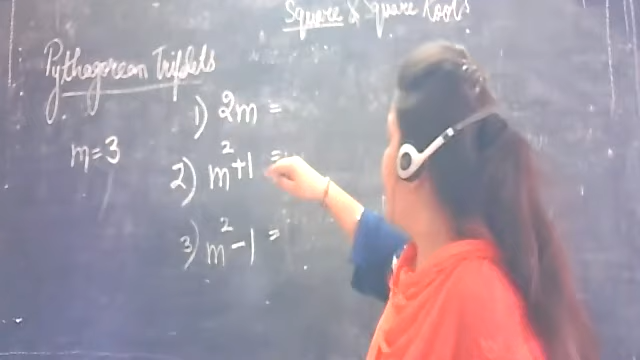 Square & Square Roots
Pythagorean Triplets
m=3
1) 2m =
2) m²+1 =
3) m²-1 =